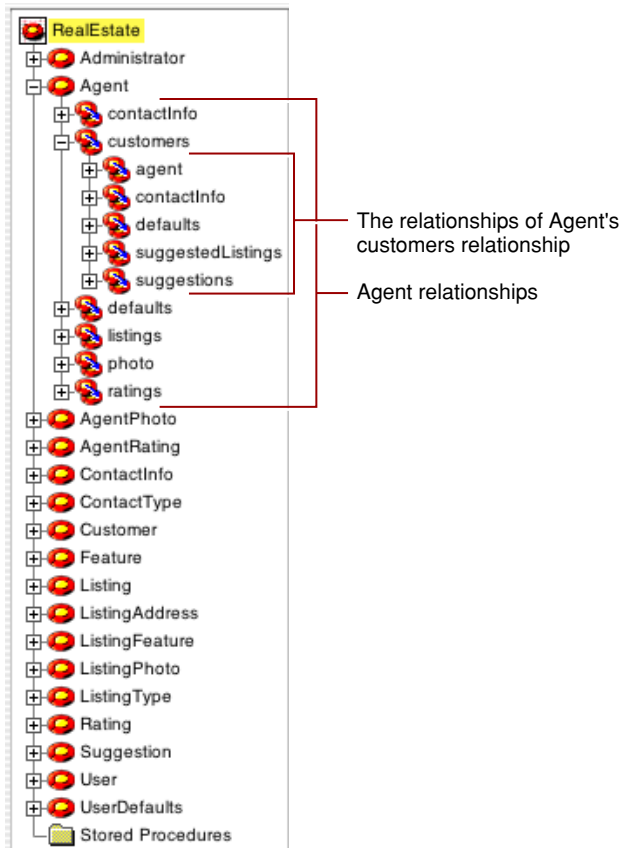 RealEstate
Administrator
Agent
contactInfo
customers
agent
contactInfo
defaults
suggestedListings
suggestions
defaults
listings
photo
ratings
AgentPhoto
AgentRating
ContactInfo
ContactType
Customer
Feature
Listing
ListingAddress
ListingFeature
ListingPhoto
ListingType
Rating
Suggestion
User
UserDefaults
Stored Procedures
The relationships of Agent's
customers relationship
Agent relationships